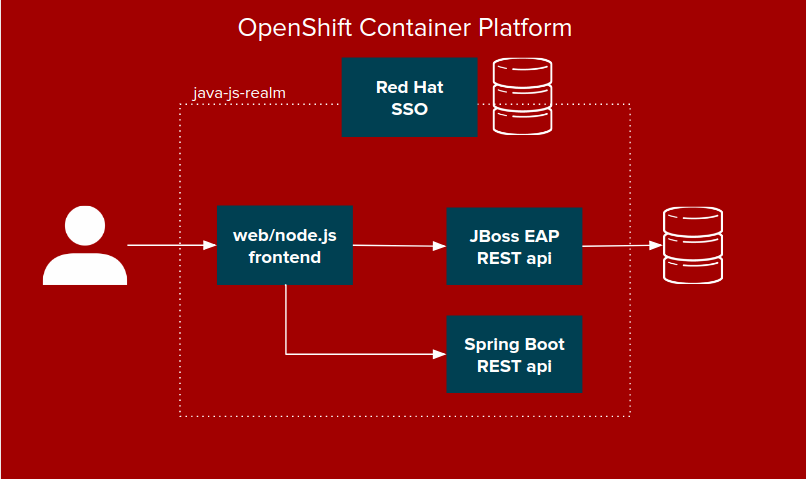 OpenShift Container Platform
java-js-realm
Red Hat
SSO
web/node.js
frontend
JBoss EAP
REST api
Spring Boot
REST api